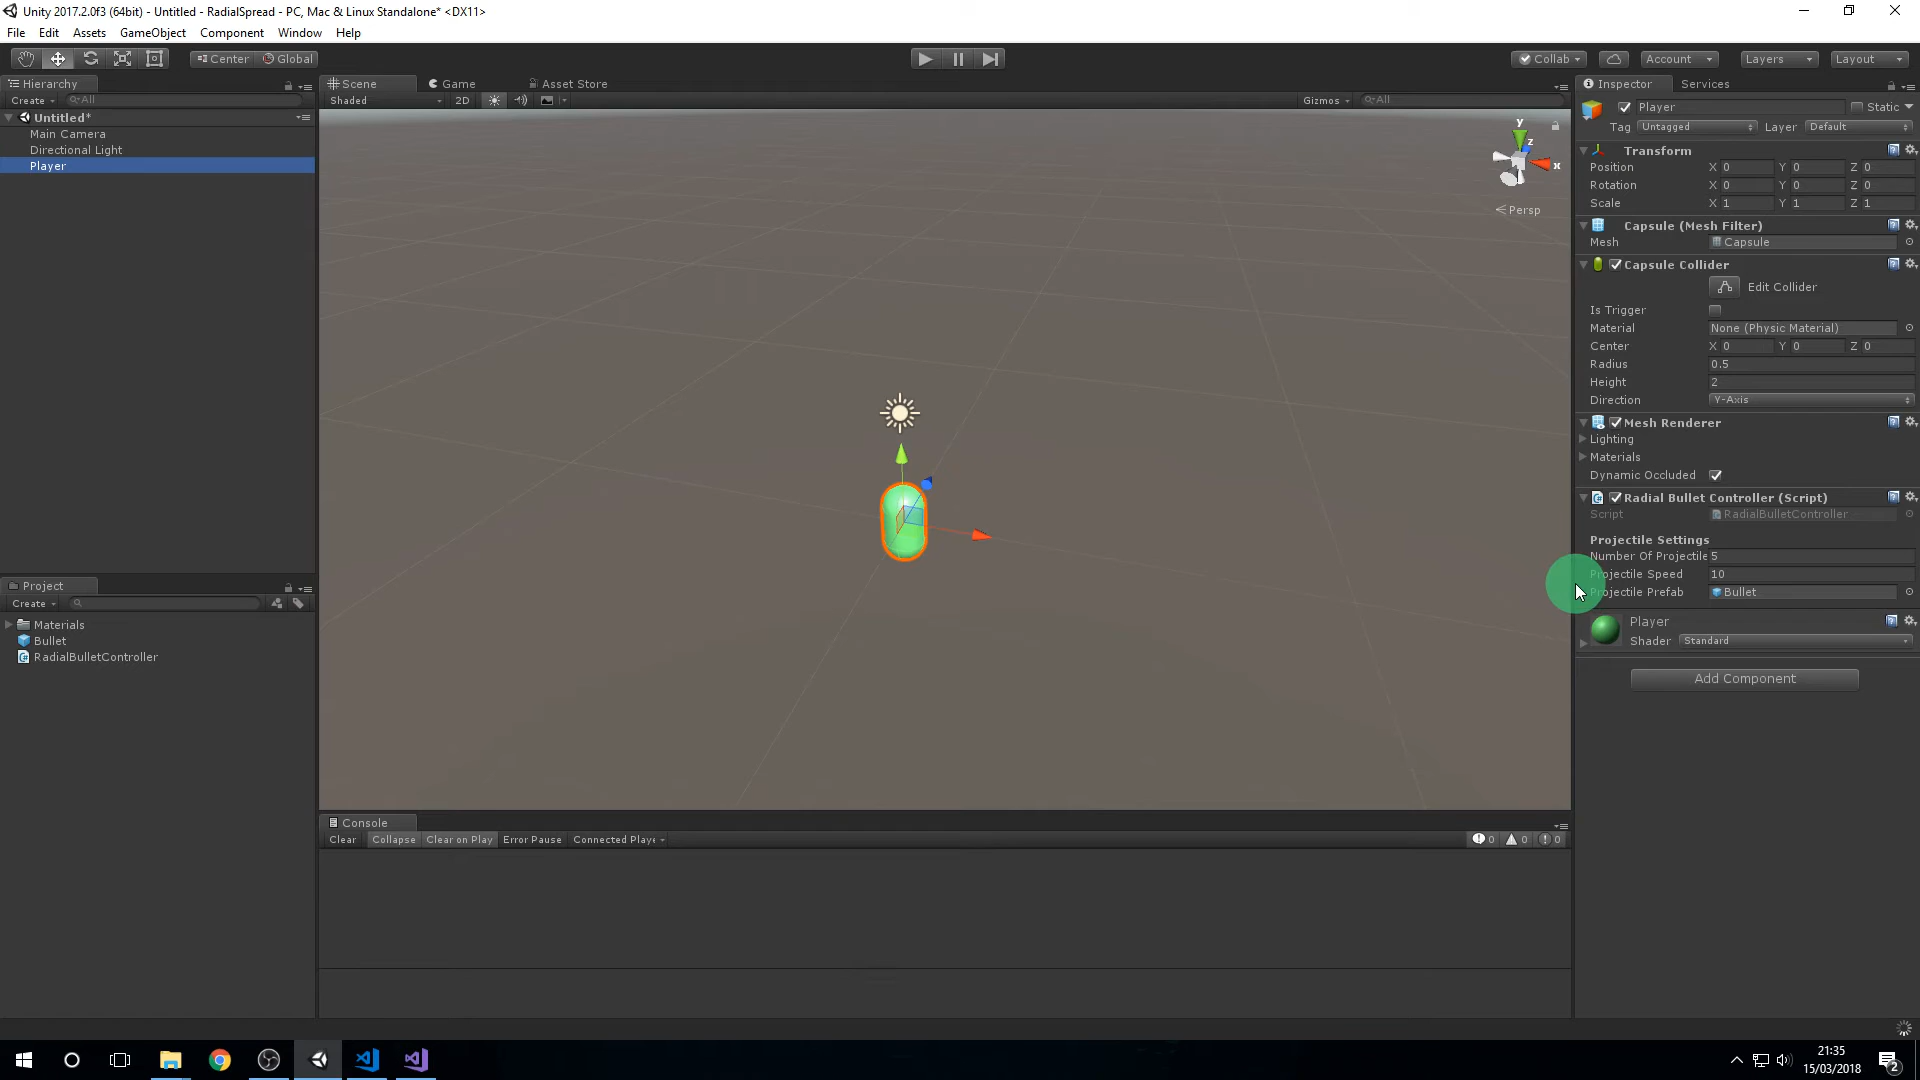 Unity 2017.2.0f3 (64bit) - Untitled - RadialSpread - PC, Mac & Linux Standalone* <DX11>
File Edit Assets GameObject Component Window Help
Center Global Collab Account Layers Layout
Hierarchy
Create All
Untitled*
Main Camera
Directional Light
Player
Project
Create
Materials
Bullet
RadialBulletController
Scene Game Asset Store
Shaded 2D Gizmos All
y
z
x
Persp
Console
Clear Collapse Clear on Play Error Pause Connected Playe 0 0 0
Inspector Services
Player Static
Tag Untagged Layer Default
Transform
Position X 0 Y 0 Z 0
Rotation X 0 Y 0 Z 0
Scale X 1 Y 1 Z 1
Capsule (Mesh Filter)
Mesh Capsule
Capsule Collider
Edit Collider
Is Trigger
Material None (Physic Material)
Center X 0 Y 0 Z 0
Radius 0.5
Height 2
Direction Y-Axis
Mesh Renderer
Lighting
Materials
Dynamic Occluded
Radial Bullet Controller (Script)
Script RadialBulletController
Projectile Settings
Number Of Projectile 5
Projectile Speed 10
Projectile Prefab Bullet
Player
Shader Standard
Add Component
21:35
15/03/2018
2